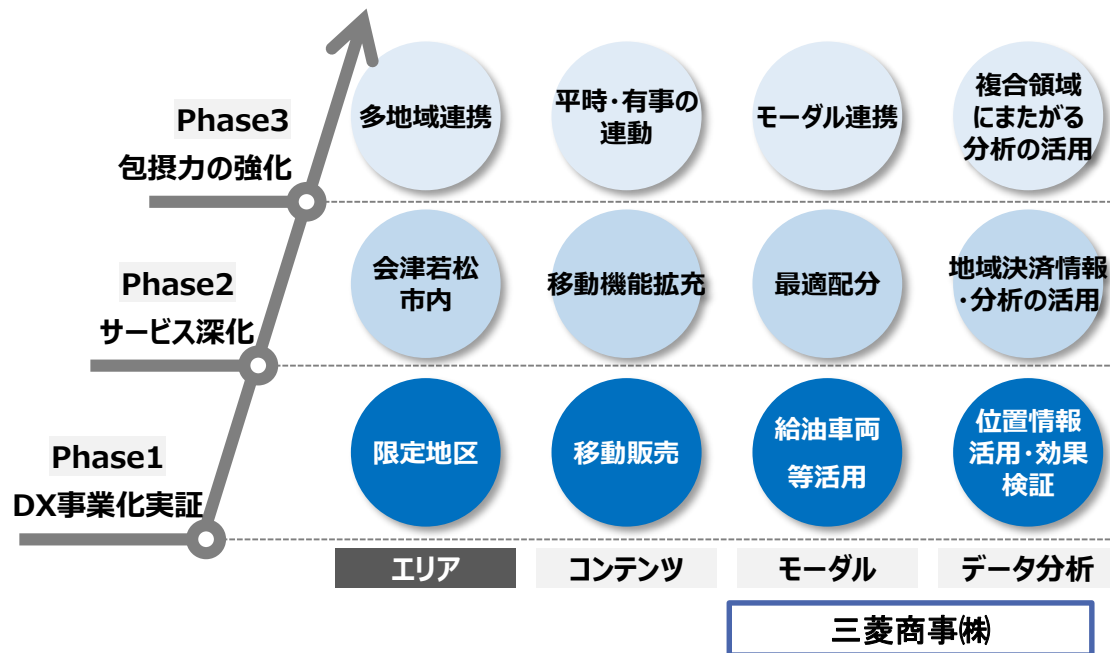 Phase3
包摂力の強化
多地域連携
平時・有事の
連動
モーダル連携
複合領域
にまたがる
分析の活用
Phase2
サービス深化
会津若松
市内
移動機能拡充
最適配分
地域決済情報
・分析の活用
Phase1
DX事業化実証
限定地区
移動販売
給油車両
等活用
位置情報
活用・効果
検証
エリア
コンテンツ
モーダル
データ分析
三菱商事㈱